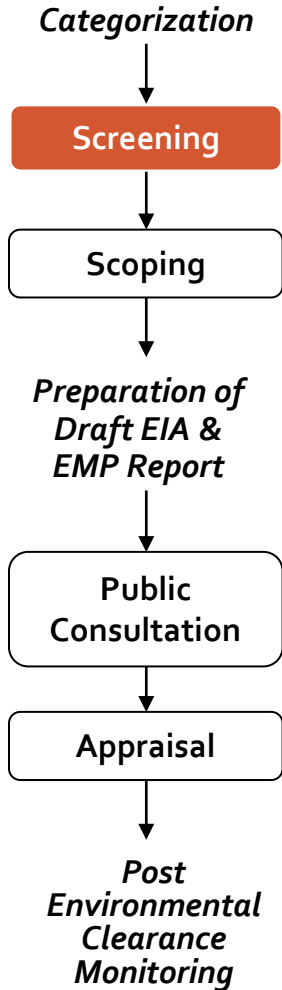 Categorization
Screening
Scoping
Preparation of
Draft EIA &
EMP Report
Public
Consultation
Appraisal
Post
Environmental
Clearance
Monitoring